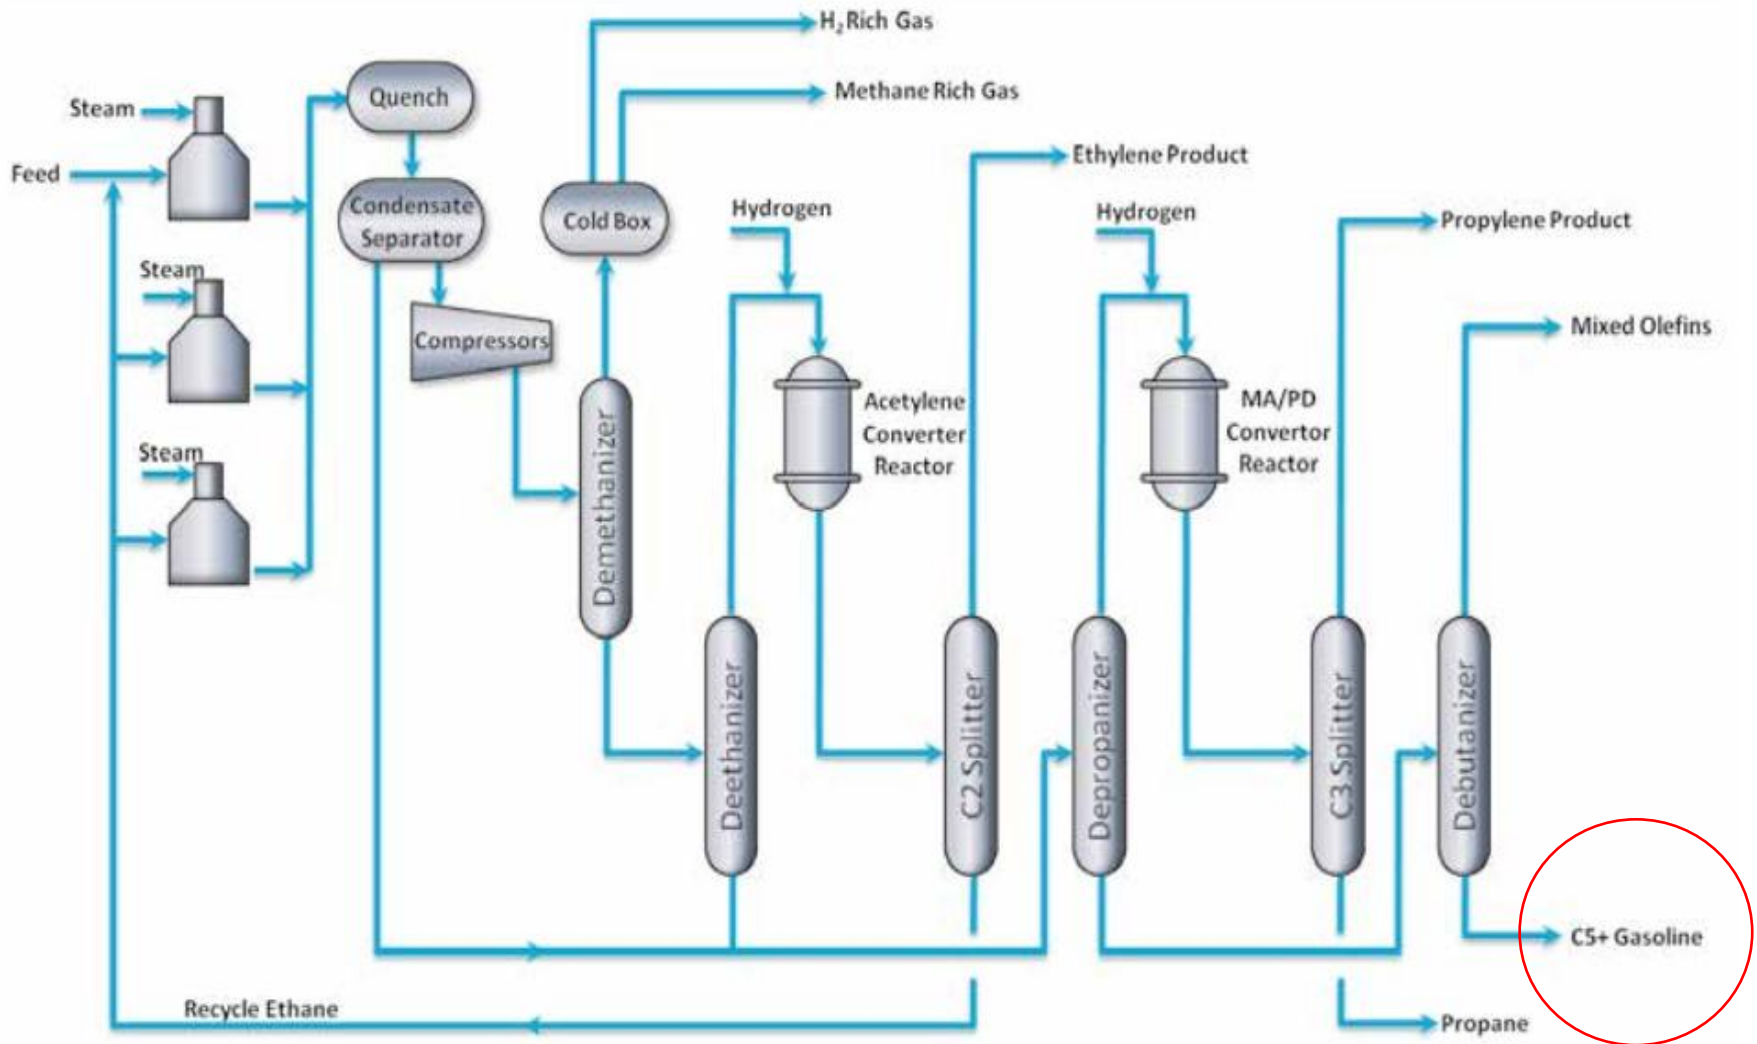 H₂ Rich Gas
Methane Rich Gas
Quench
Steam
Feed
Ethylene Product
Condensate
Separator
Cold Box
Hydrogen
Hydrogen
Propylene Product
Steam
Compressors
Mixed Olefins
Acetylene
Converter
Reactor
MA/PD
Convertor
Reactor
Steam
Demethanizer
Deethanizer
C2 Splitter
Depropanizer
C3 Splitter
Debutanizer
C5+ Gasoline
Recycle Ethane
Propane